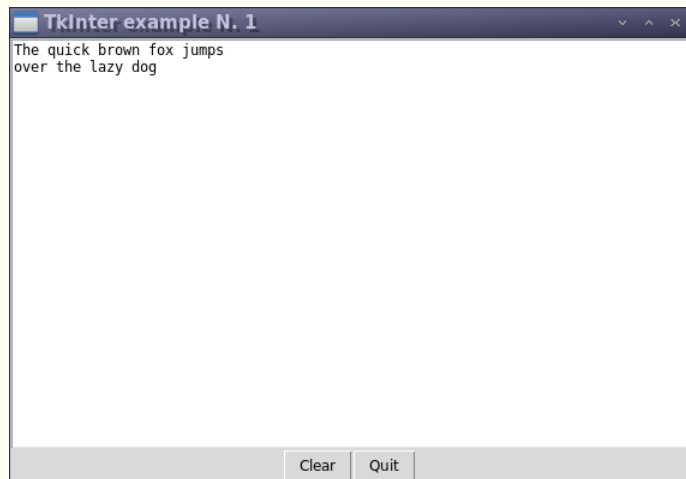 TkInter example N. 1
The quick brown fox jumps
over the lazy dog
Clear Quit